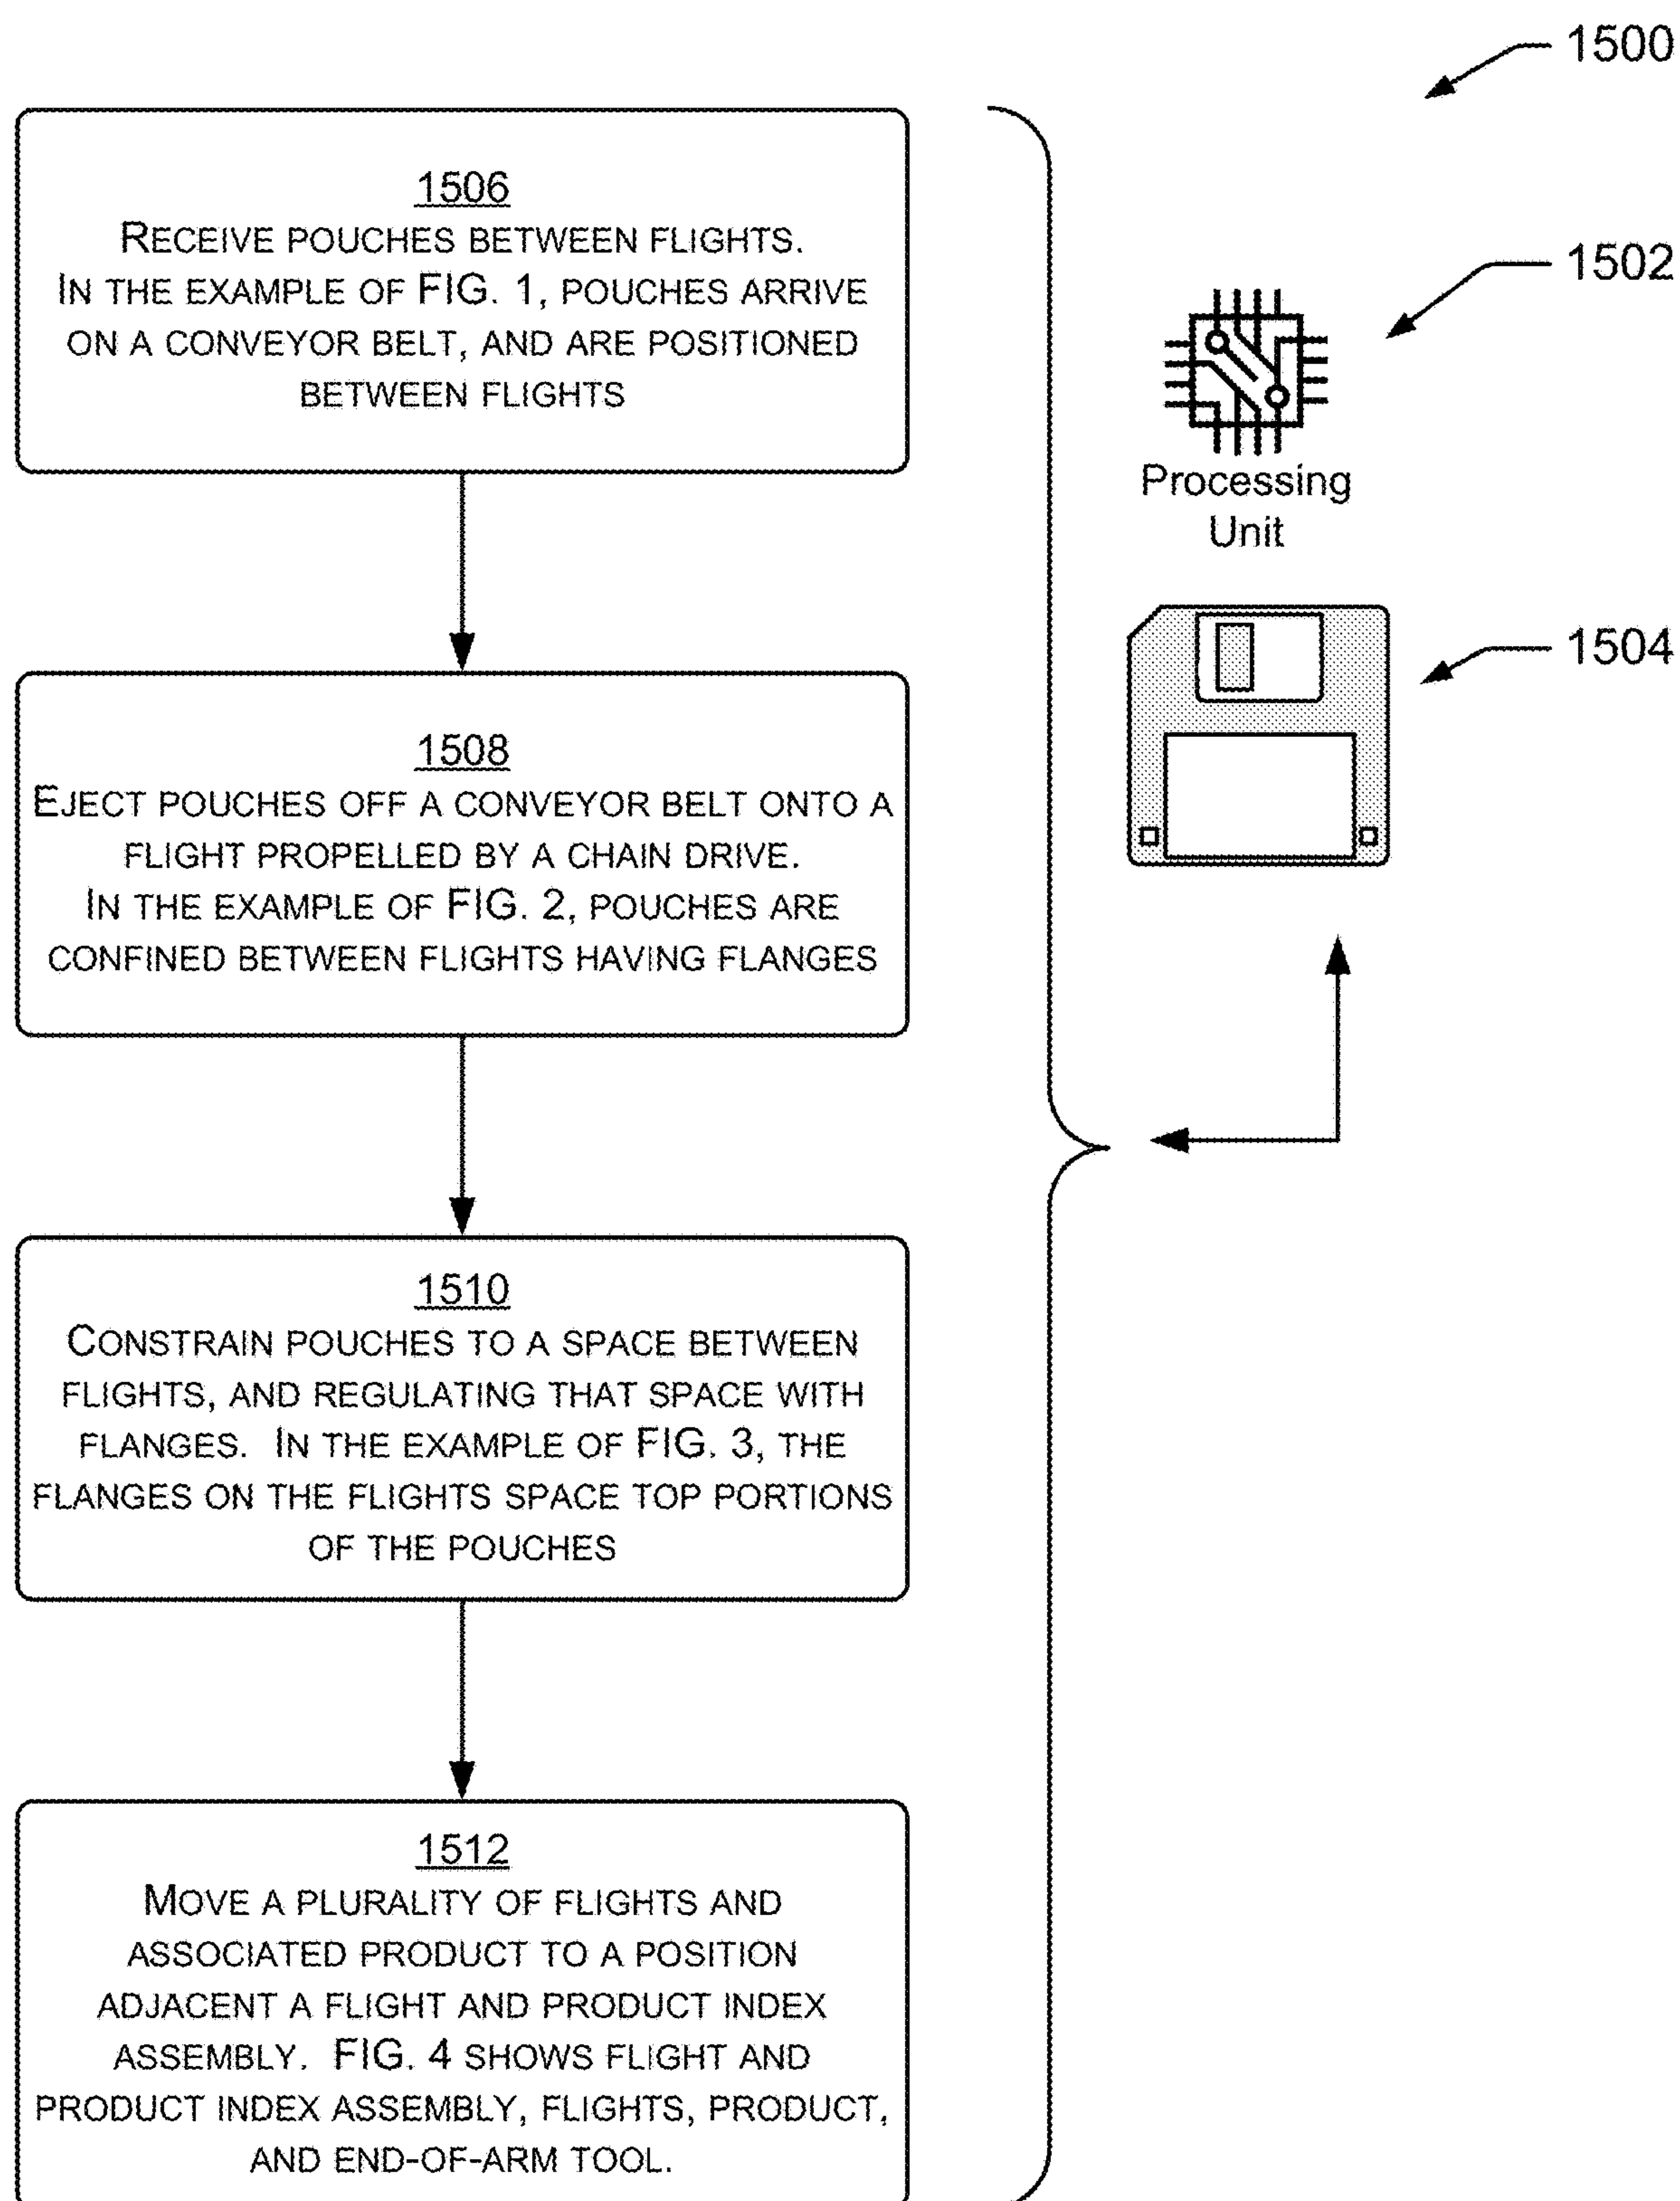 1500
1506
RECEIVE POUCHES BETWEEN FLIGHTS.
IN THE EXAMPLE OF FIG. 1, POUCHES ARRIVE
ON A CONVEYOR BELT, AND ARE POSITIONED
BETWEEN FLIGHTS
1502
Processing
Unit
1504
1508
EJECT POUCHES OFF A CONVEYOR BELT ONTO A
FLIGHT PROPELLED BY A CHAIN DRIVE.
IN THE EXAMPLE OF FIG. 2, POUCHES ARE
CONFINED BETWEEN FLIGHTS HAVING FLANGES
1510
CONSTRAIN POUCHES TO A SPACE BETWEEN
FLIGHTS, AND REGULATING THAT SPACE WITH
FLANGES. IN THE EXAMPLE OF FIG. 3, THE
FLANGES ON THE FLIGHTS SPACE TOP PORTIONS
OF THE POUCHES
1512
MOVE A PLURALITY OF FLIGHTS AND
ASSOCIATED PRODUCT TO A POSITION
ADJACENT A FLIGHT AND PRODUCT INDEX
ASSEMBLY. FIG. 4 SHOWS FLIGHT AND
PRODUCT INDEX ASSEMBLY, FLIGHTS, PRODUCT,
AND END-OF-ARM TOOL.